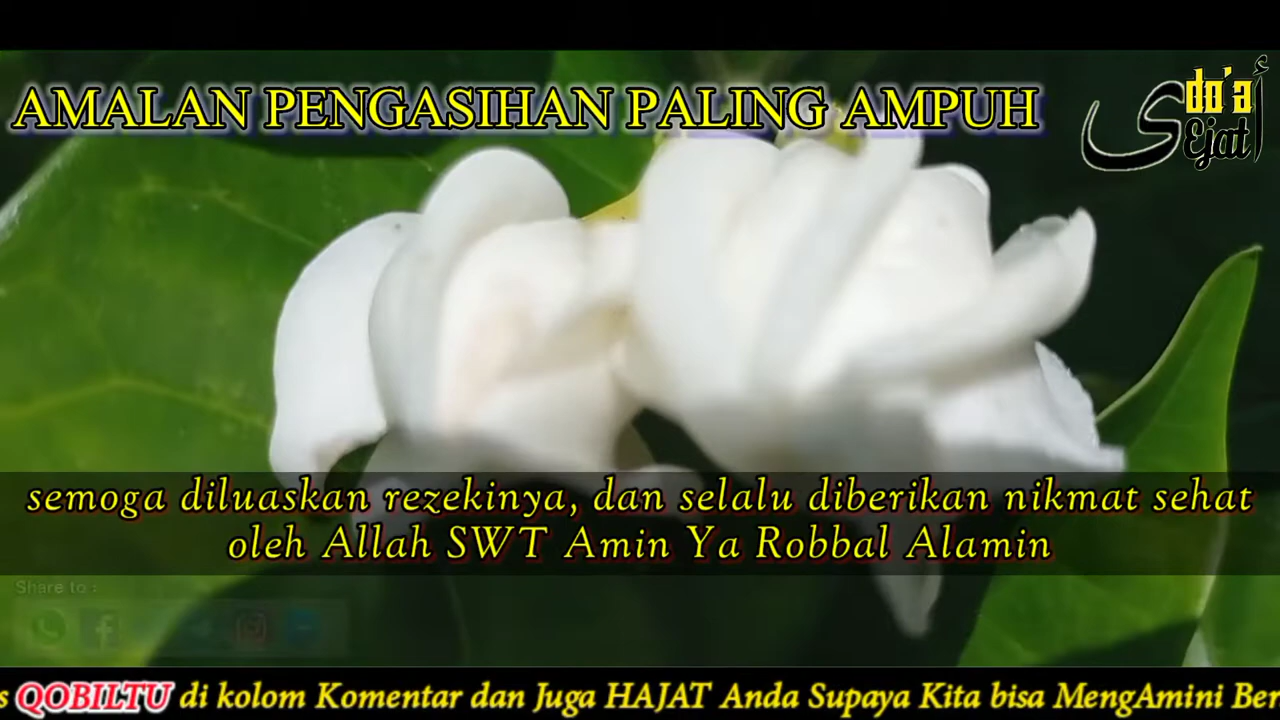 AMALAN PENGASIHAN PALING AMPUH
do'a
Ejati
semoga diluaskan rezekinya, dan selalu diberikan nikmat sehat
oleh Allah SWT Amin Ya Robbal Alamin
Share to :
s QOBILTU di kolom Komentar dan Juga HAJAT Anda Supaya Kita bisa MengAmini Ber